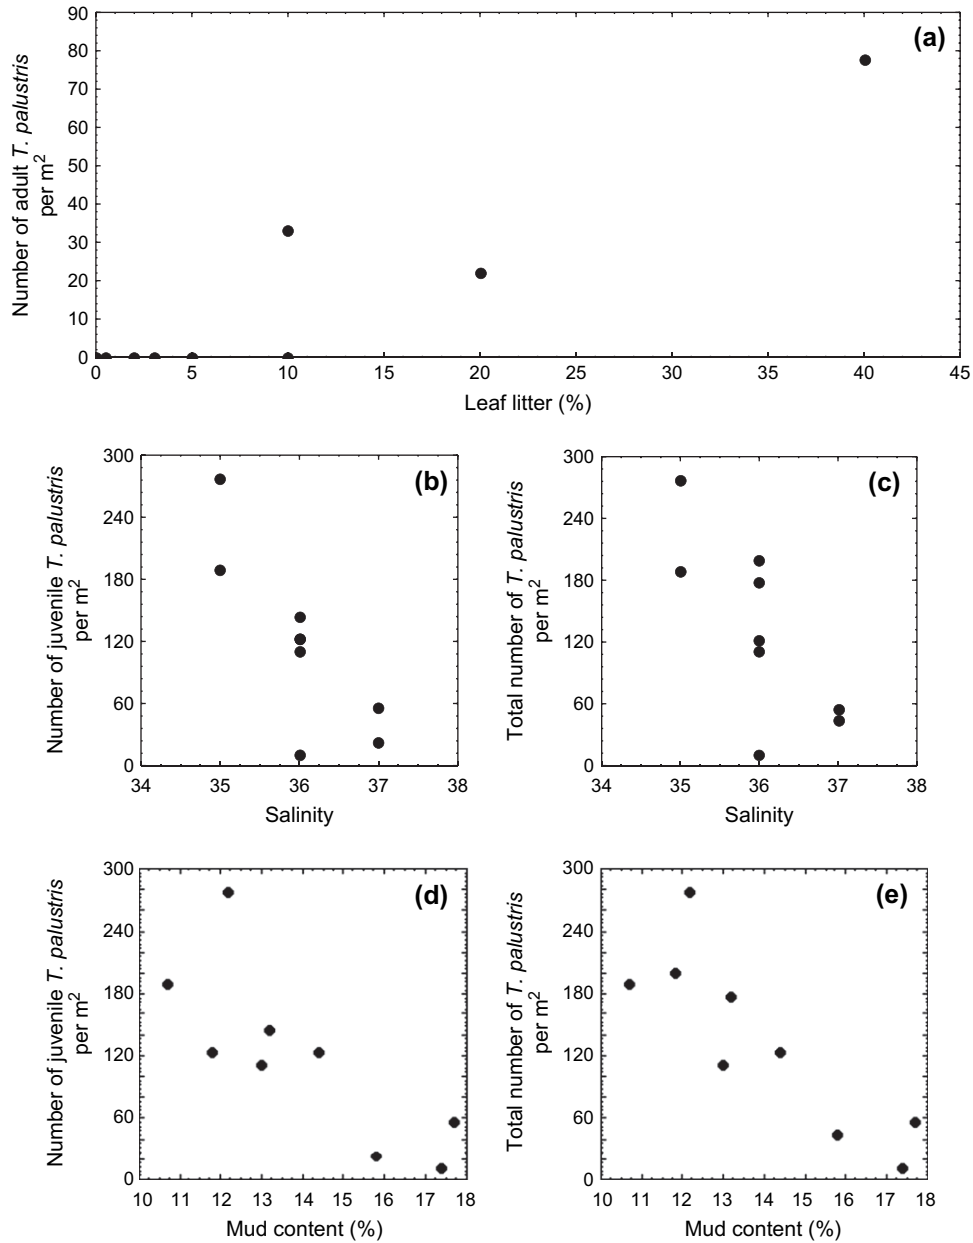 (a)
Number of adult T. palustris
per m²
90
80
70
60
50
40
30
20
10
0
0 5 10 15 20 25 30 35 40 45
Leaf litter (%)
(b)
Number of juvenile T. palustris
per m²
300
240
180
120
60
0
34 35 36 37 38
Salinity
(c)
Total number of T. palustris
per m²
300
240
180
120
60
0
34 35 36 37 38
Salinity
(d)
Number of juvenile T. palustris
per m²
300
240
180
120
60
0
10 11 12 13 14 15 16 17 18
Mud content (%)
(e)
Total number of T. palustris
per m²
300
240
180
120
60
0
10 11 12 13 14 15 16 17 18
Mud content (%)